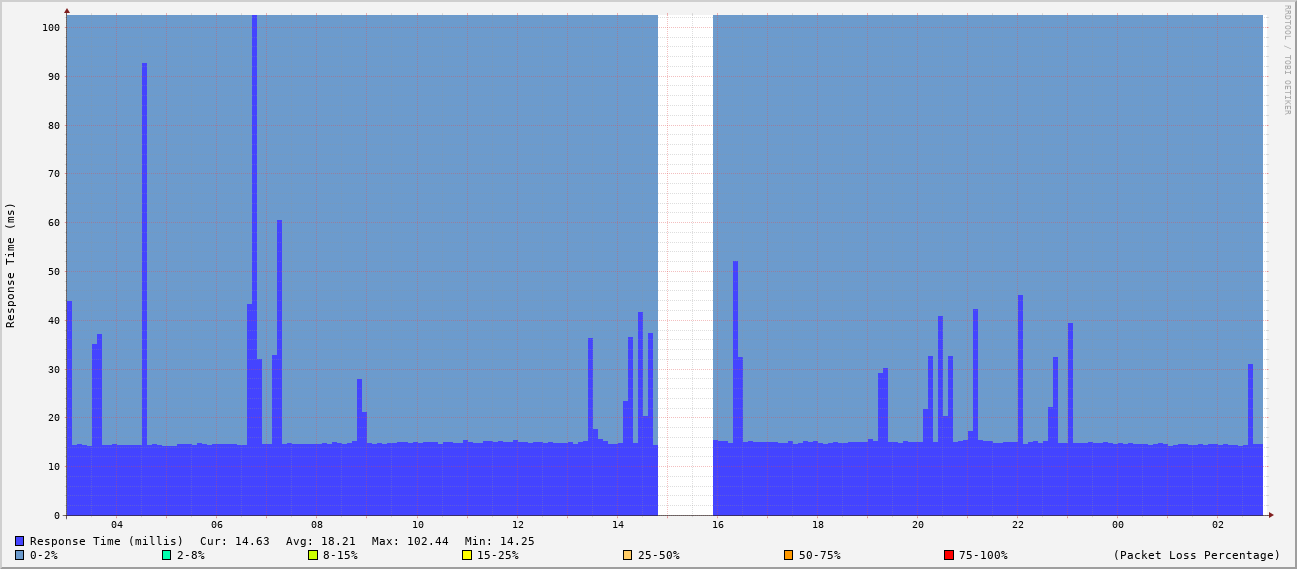 RRDTOOL / TOBI OETIKER
Response Time (ms)
100
90
80
70
60
50
40
30
20
10
0
04 06 08 10 12 14 16 18 20 22 00 02
Response Time (millis) Cur: 14.63 Avg: 18.21 Max: 102.44 Min: 14.25
0-2% 2-8% 8-15% 15-25% 25-50% 50-75% 75-100% (Packet Loss Percentage)